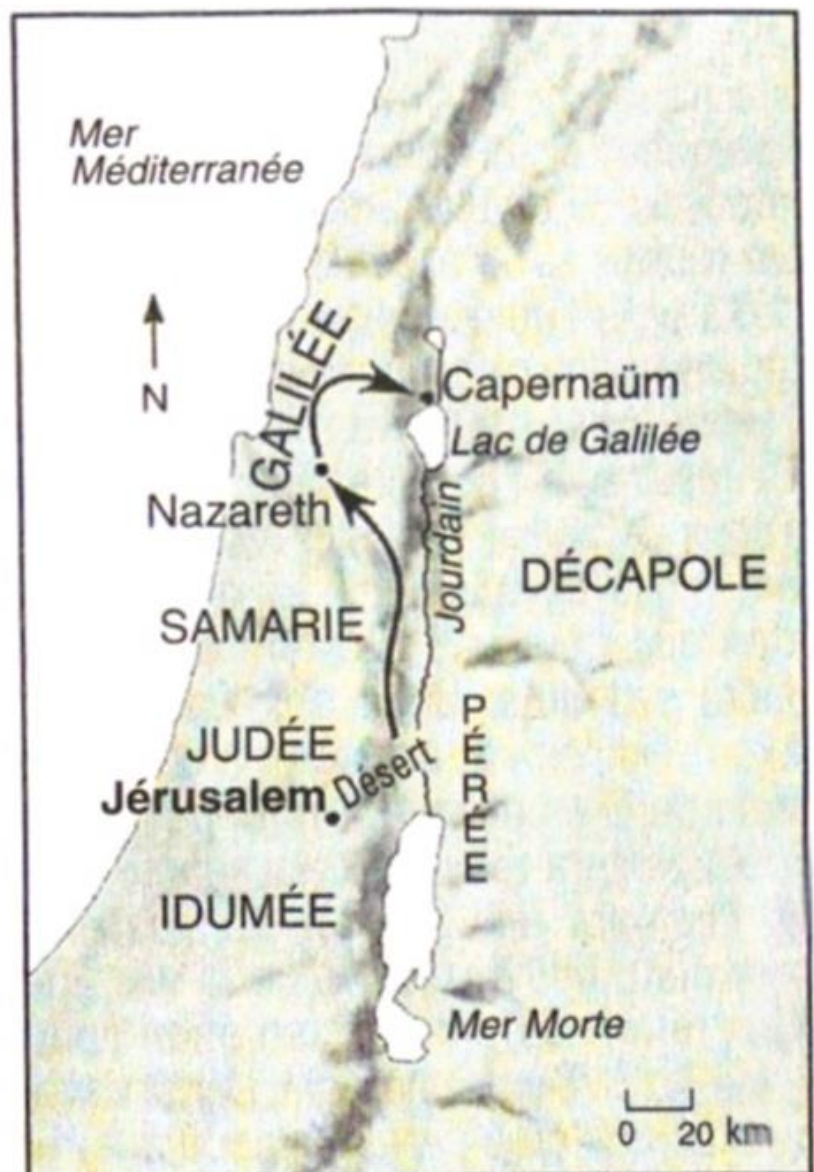 Mer
Méditerranée
N
GALILÉE
Capernaüm
Lac de Galilée
Nazareth
Jourdain
DÉCAPOLE
SAMARIE
PÉRÉE
JUDÉE
Désert
Jérusalem
IDUMÉE
Mer Morte
0 20 km